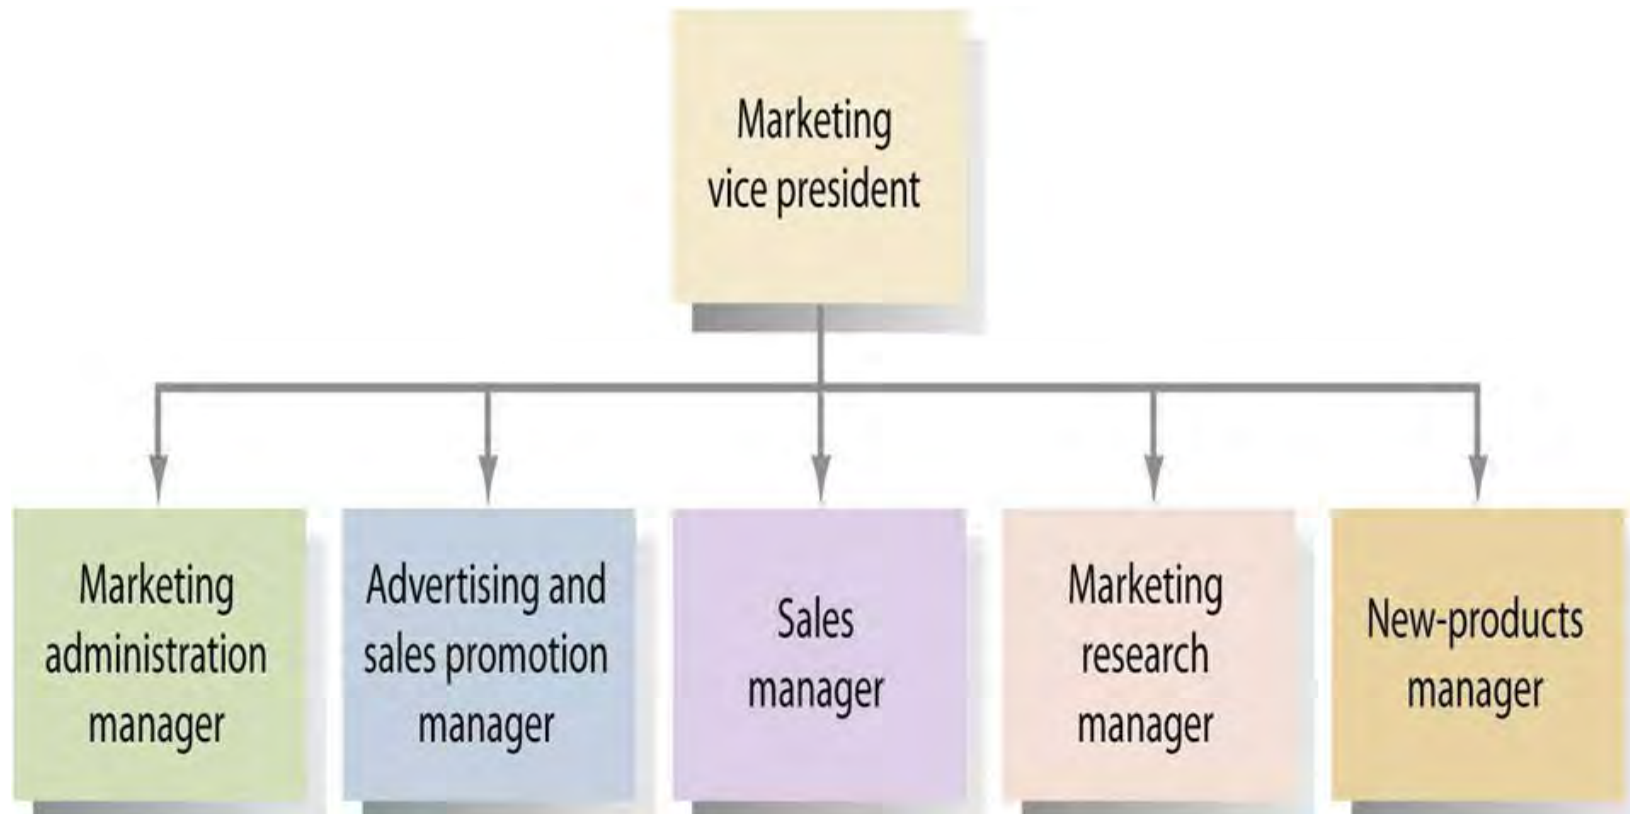 Marketing
vice president
Marketing
administration
manager
Advertising and
sales promotion
manager
Sales
manager
Marketing
research
manager
New-products
manager